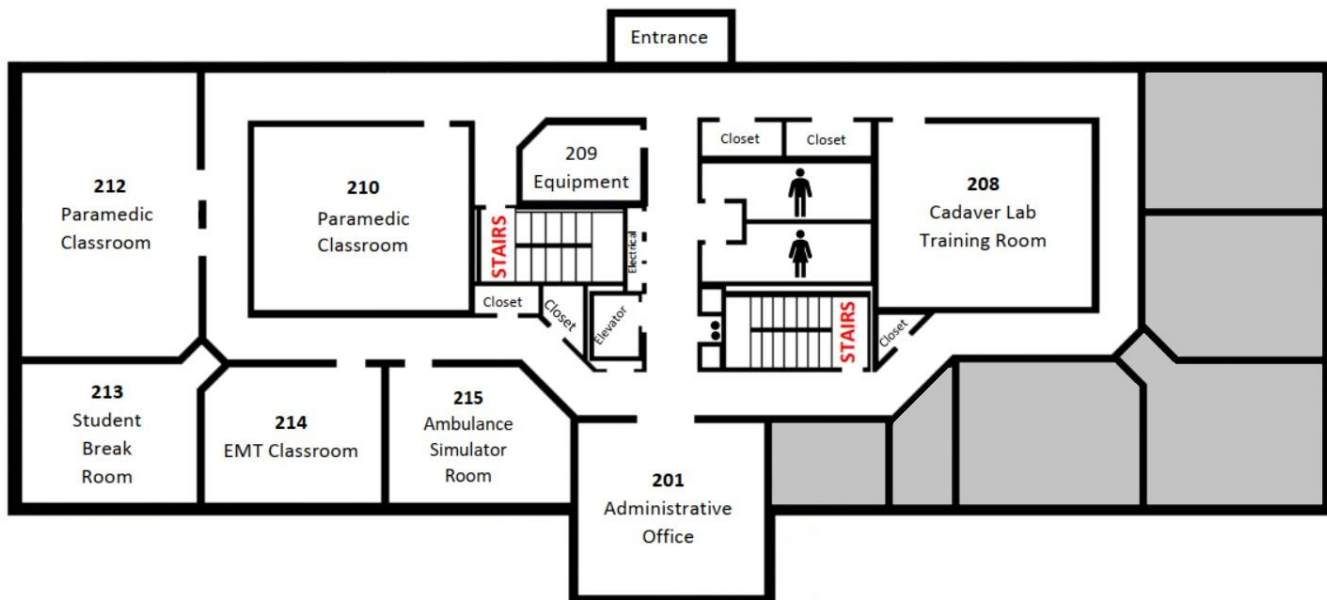 Entrance
212
Paramedic
Classroom
210
Paramedic
Classroom
209
Equipment
STAIRS
Electrical
Closet
Closet
Elevator
Closet
Closet
208
Cadaver Lab
Training Room
STAIRS
Closet
213
Student
Break
Room
214
EMT Classroom
215
Ambulance
Simulator
Room
201
Administrative
Office